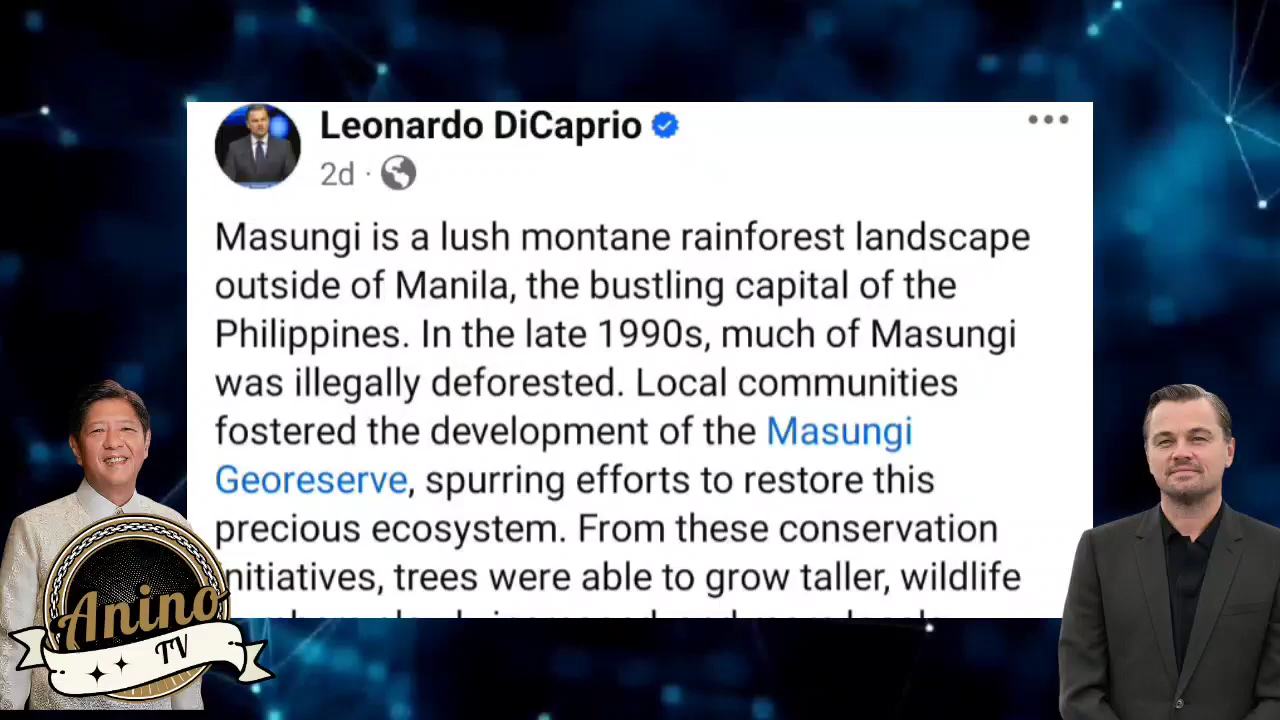 Leonardo DiCaprio
2d ·
Masungi is a lush montane rainforest landscape
outside of Manila, the bustling capital of the
Philippines. In the late 1990s, much of Masungi
was illegally deforested. Local communities
fostered the development of the Masungi
Georeserve, spurring efforts to restore this
precious ecosystem. From these conservation
nitiatives, trees were able to grow taller, wildlife
Anino
TV